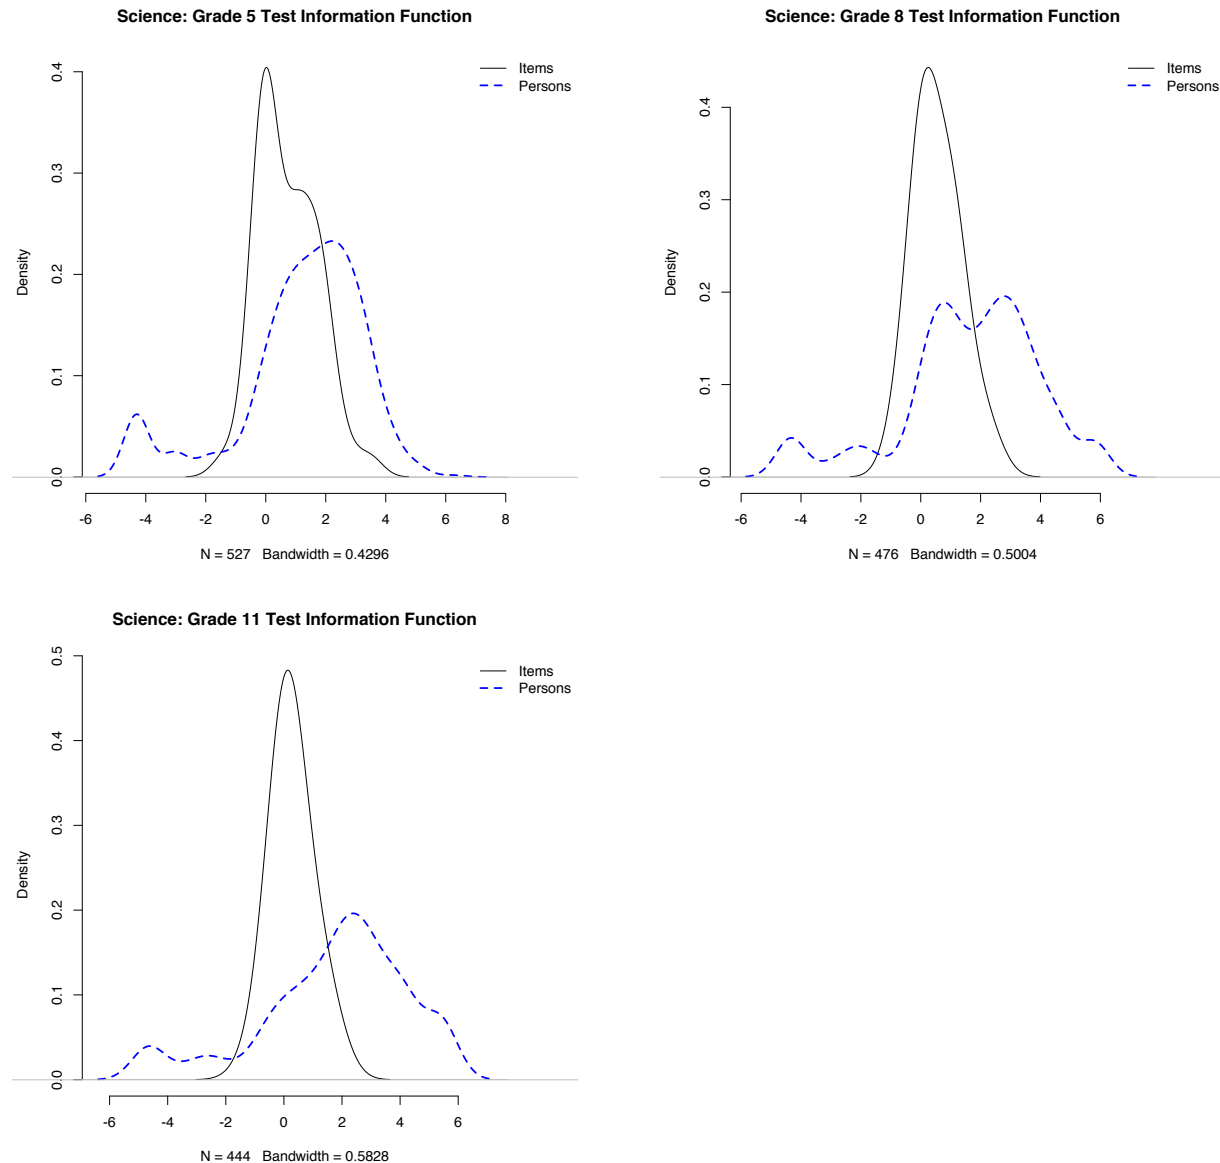 Science: Grade 5 Test Information Function
Items
Persons
Density
0.0
0.1
0.2
0.3
0.4
-6 -4 -2 0 2 4 6 8
N = 527 Bandwidth = 0.4296
Science: Grade 8 Test Information Function
Items
Persons
Density
0.0
0.1
0.2
0.3
0.4
-6 -4 -2 0 2 4 6
N = 476 Bandwidth = 0.5004
Science: Grade 11 Test Information Function
Items
Persons
Density
0.0
0.1
0.2
0.3
0.4
0.5
-6 -4 -2 0 2 4 6
N = 444 Bandwidth = 0.5828